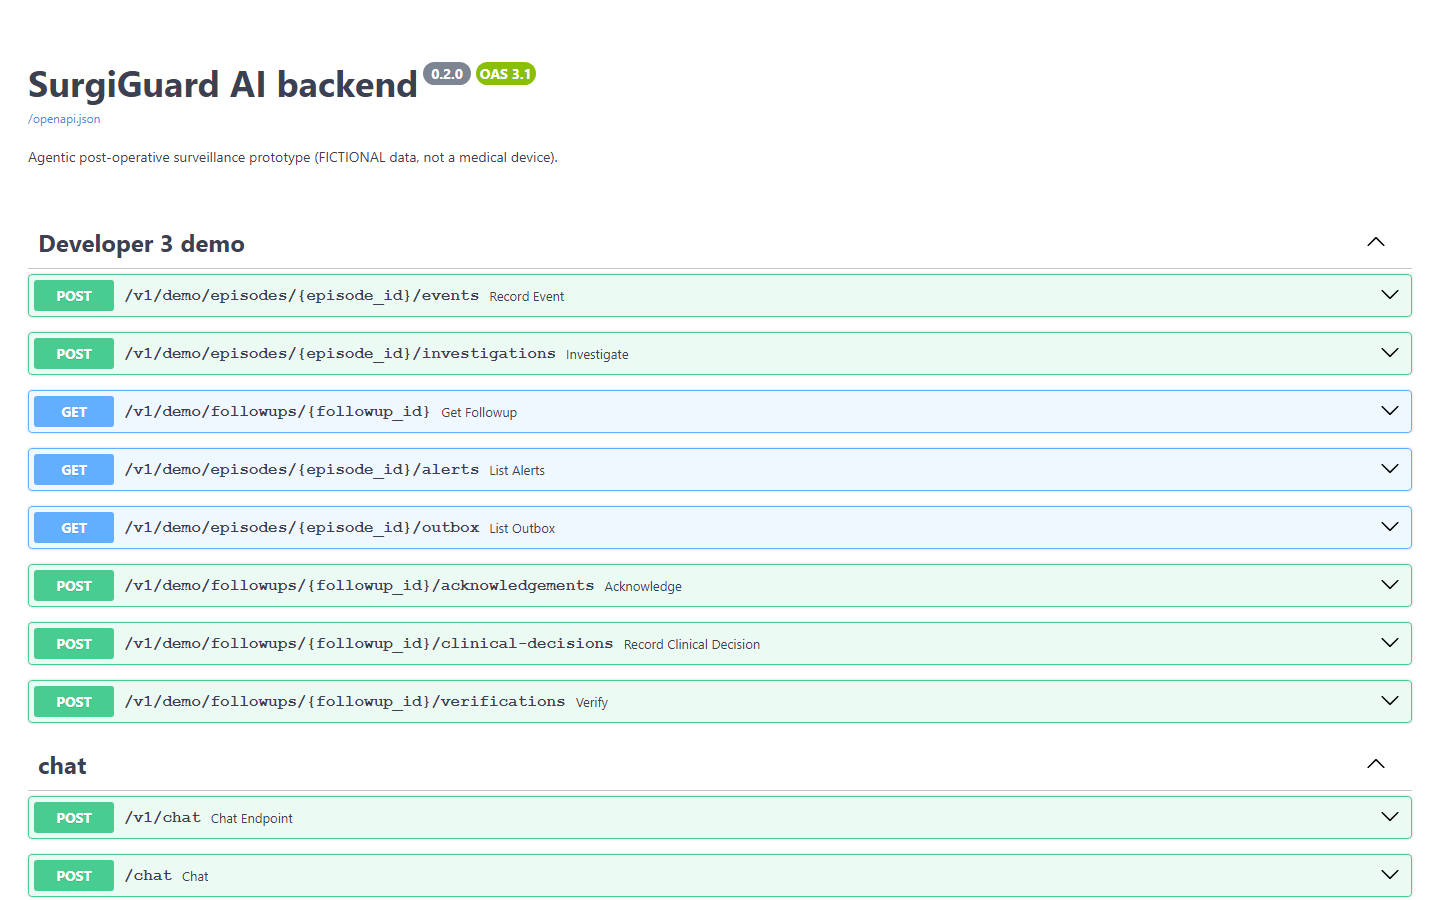 SurgiGuard AI backend 0.2.0 OAS 3.1
/openapi.json
Agentic post-operative surveillance prototype (FICTIONAL data, not a medical device).
Developer 3 demo
POST /v1/demo/episodes/{episode_id}/events Record Event
POST /v1/demo/episodes/{episode_id}/investigations Investigate
GET /v1/demo/followups/{followup_id} Get Followup
GET /v1/demo/episodes/{episode_id}/alerts List Alerts
GET /v1/demo/episodes/{episode_id}/outbox List Outbox
POST /v1/demo/followups/{followup_id}/acknowledgements Acknowledge
POST /v1/demo/followups/{followup_id}/clinical-decisions Record Clinical Decision
POST /v1/demo/followups/{followup_id}/verifications Verify
chat
POST /v1/chat Chat Endpoint
POST /chat Chat